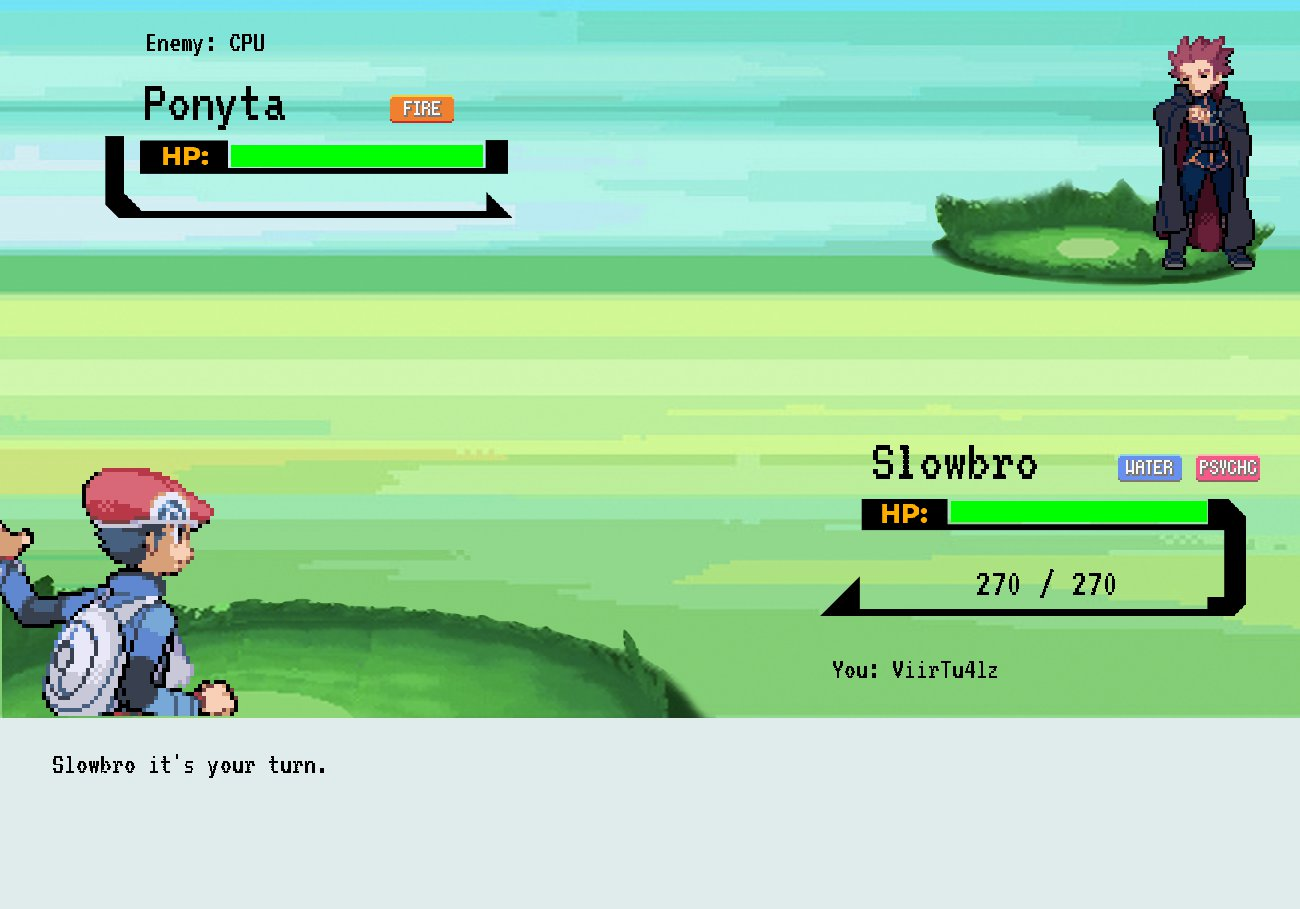 Enemy: CPU
Ponyta FIRE
HP:
Slowbro WATER PSYCHC
HP:
270 / 270
You: ViirTu4lz
Slowbro it's your turn.